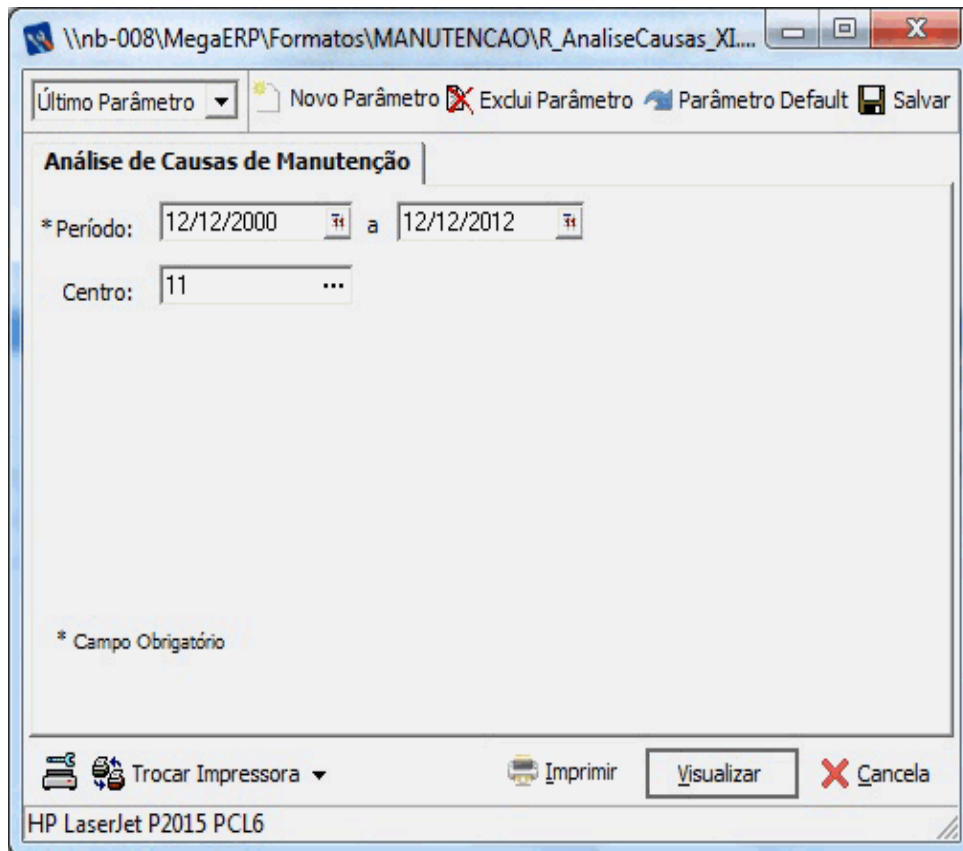 \\nb-008\MegaERP\Formatos\MANUTENCAO\R_AnaliseCausas_XI....
Último Parâmetro Novo Parâmetro Exclui Parâmetro Parâmetro Default Salvar
Análise de Causas de Manutenção
*Período: 12/12/2000 a 12/12/2012
Centro: 11 ...
* Campo Obrigatório
Trocar Impressora Imprimir Visualizar Cancela
HP LaserJet P2015 PCL6